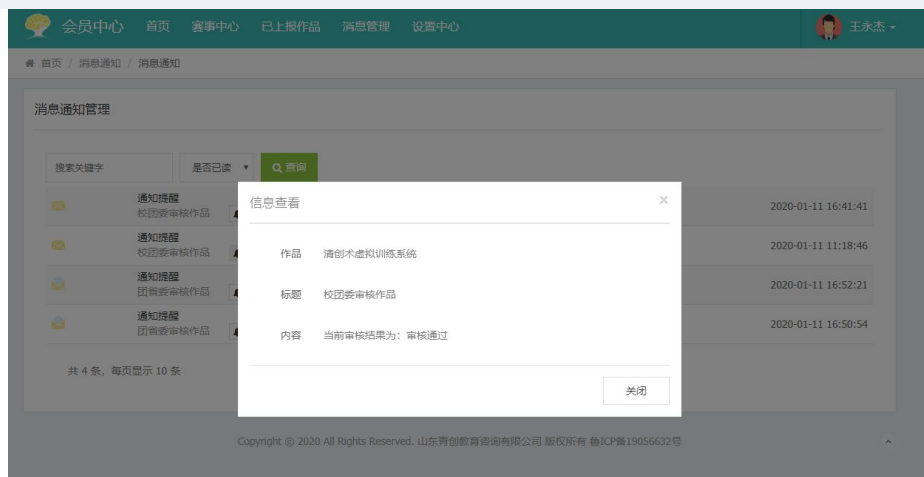 会员中心 首页 赛事中心 已上报作品 消息管理 设置中心 王永杰
首页 / 消息通知 / 消息通知
消息通知管理
搜索关键字 是否已读 查询
信息查看 ×
通知提醒
校团委审核作品
2020-01-11 16:41:41
通知提醒
校团委审核作品
2020-01-11 11:18:46
通知提醒
团省委审核作品
2020-01-11 16:52:21
通知提醒
团省委审核作品
2020-01-11 16:50:54
作品 清创术虚拟训练系统
标题 校团委审核作品
内容 当前审核结果为：审核通过
关闭
共 4 条，每页显示 10 条
Copyright © 2020 All Rights Reserved. 山东青创教育咨询有限公司 版权所有 鲁ICP备19056632号